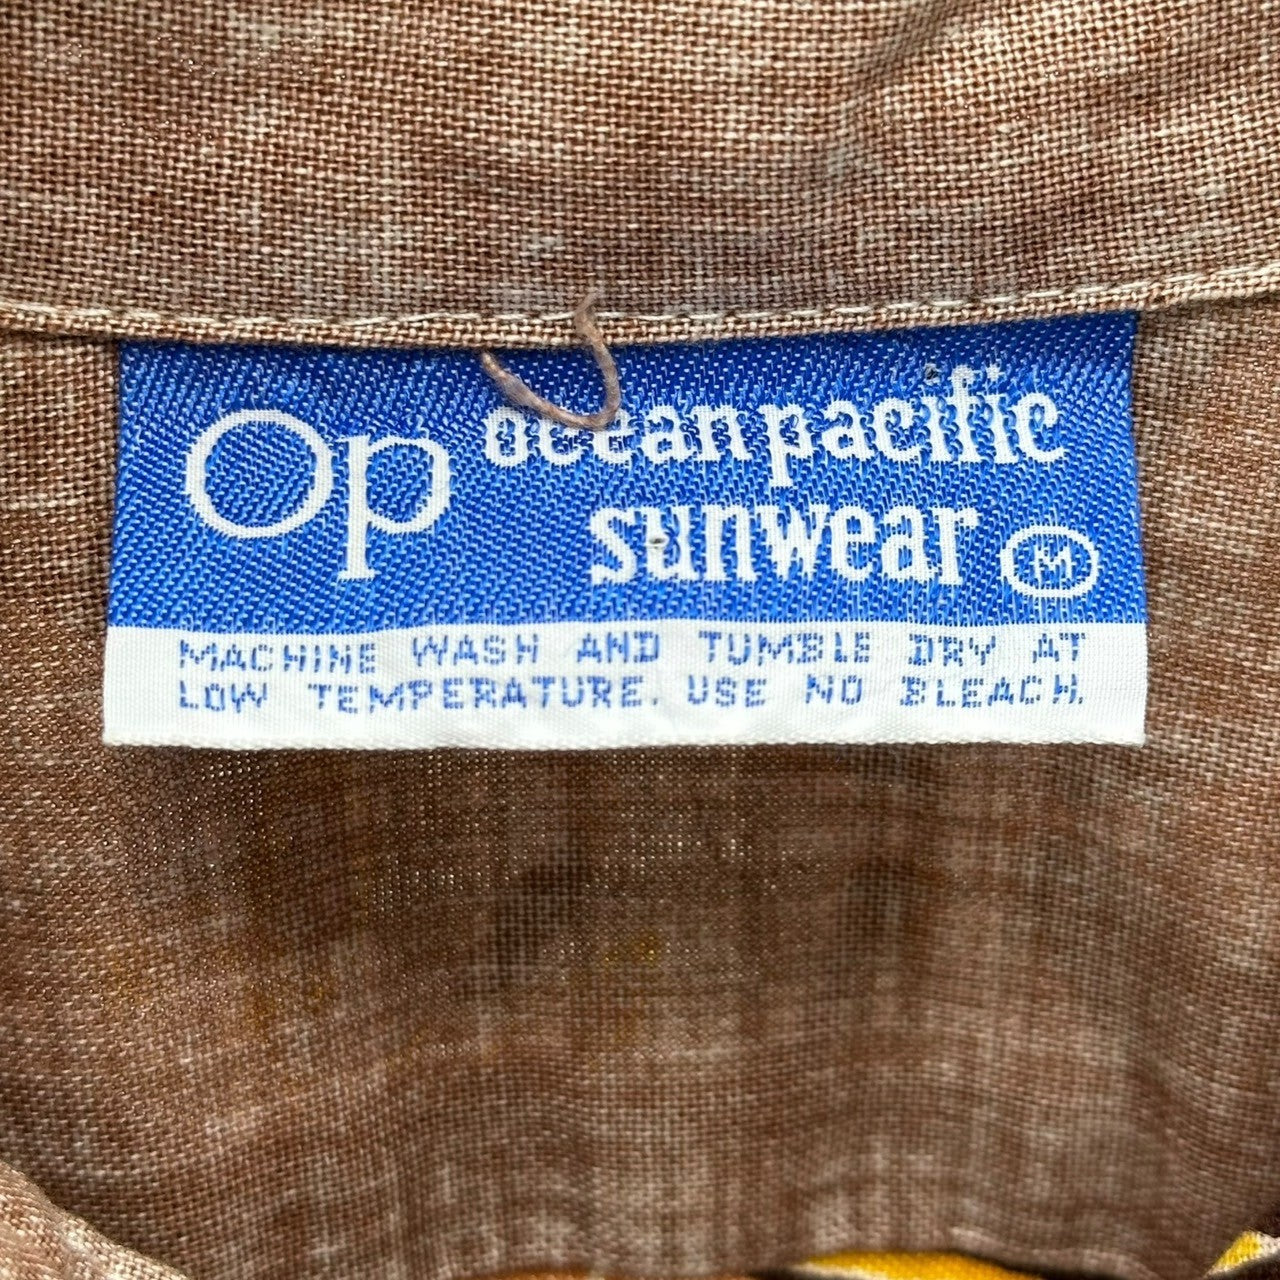 Op ocean pacific
sunwear M
MACHINE WASH AND TUMBLE DRY AT
LOW TEMPERATURE. USE NO BLEACH.